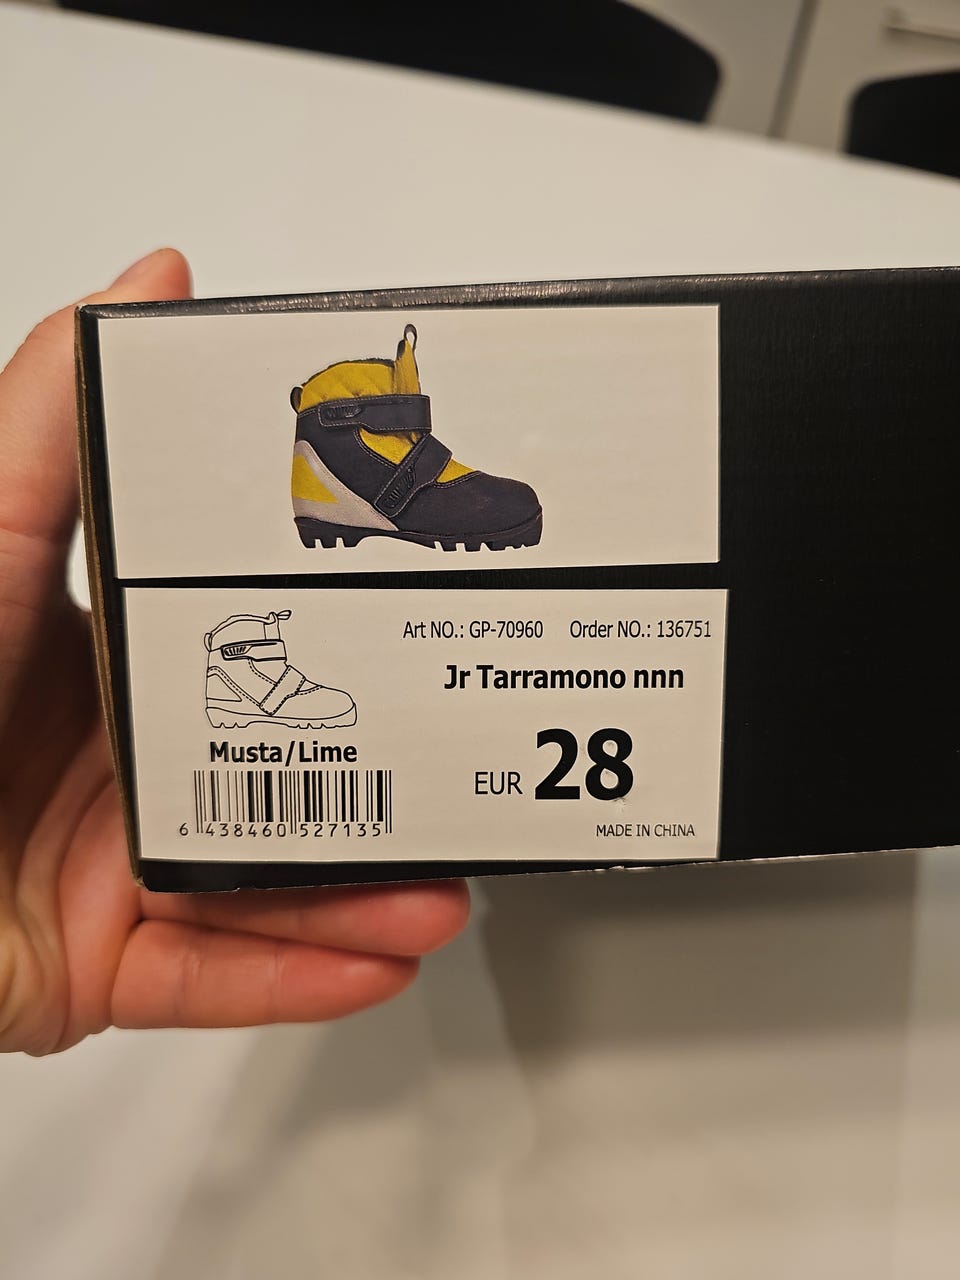 Art NO.: GP-70960 Order NO.: 136751
Jr Tarramono nnn
Musta/Lime
EUR 28
6 438460 527135
MADE IN CHINA